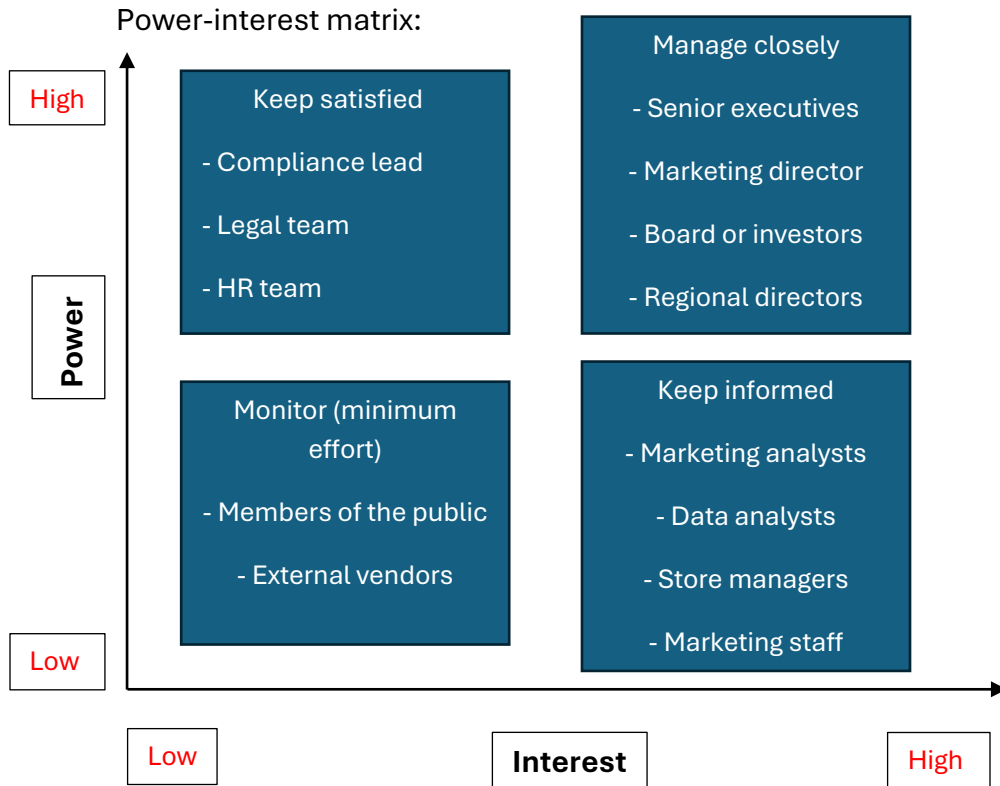 Power-interest matrix:
High
Keep satisfied
- Compliance lead
- Legal team
- HR team
Manage closely
- Senior executives
- Marketing director
- Board or investors
- Regional directors
Power
Monitor (minimum
effort)
- Members of the public
- External vendors
Keep informed
- Marketing analysts
- Data analysts
- Store managers
- Marketing staff
Low
Low
Interest
High